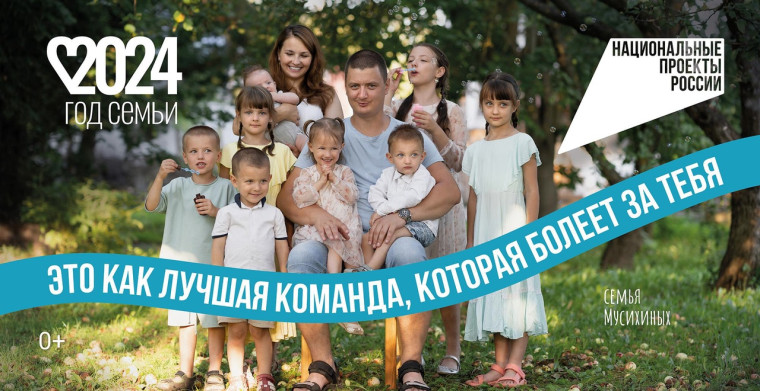 2024
ГОД СЕМЬИ
НАЦИОНАЛЬНЫЕ
ПРОЕКТЫ
РОССИИ
ЭТО КАК ЛУЧШАЯ КОМАНДА, КОТОРАЯ БОЛЕЕТ ЗА ТЕБЯ
СЕМЬЯ
МУСИХИНЫХ
0+